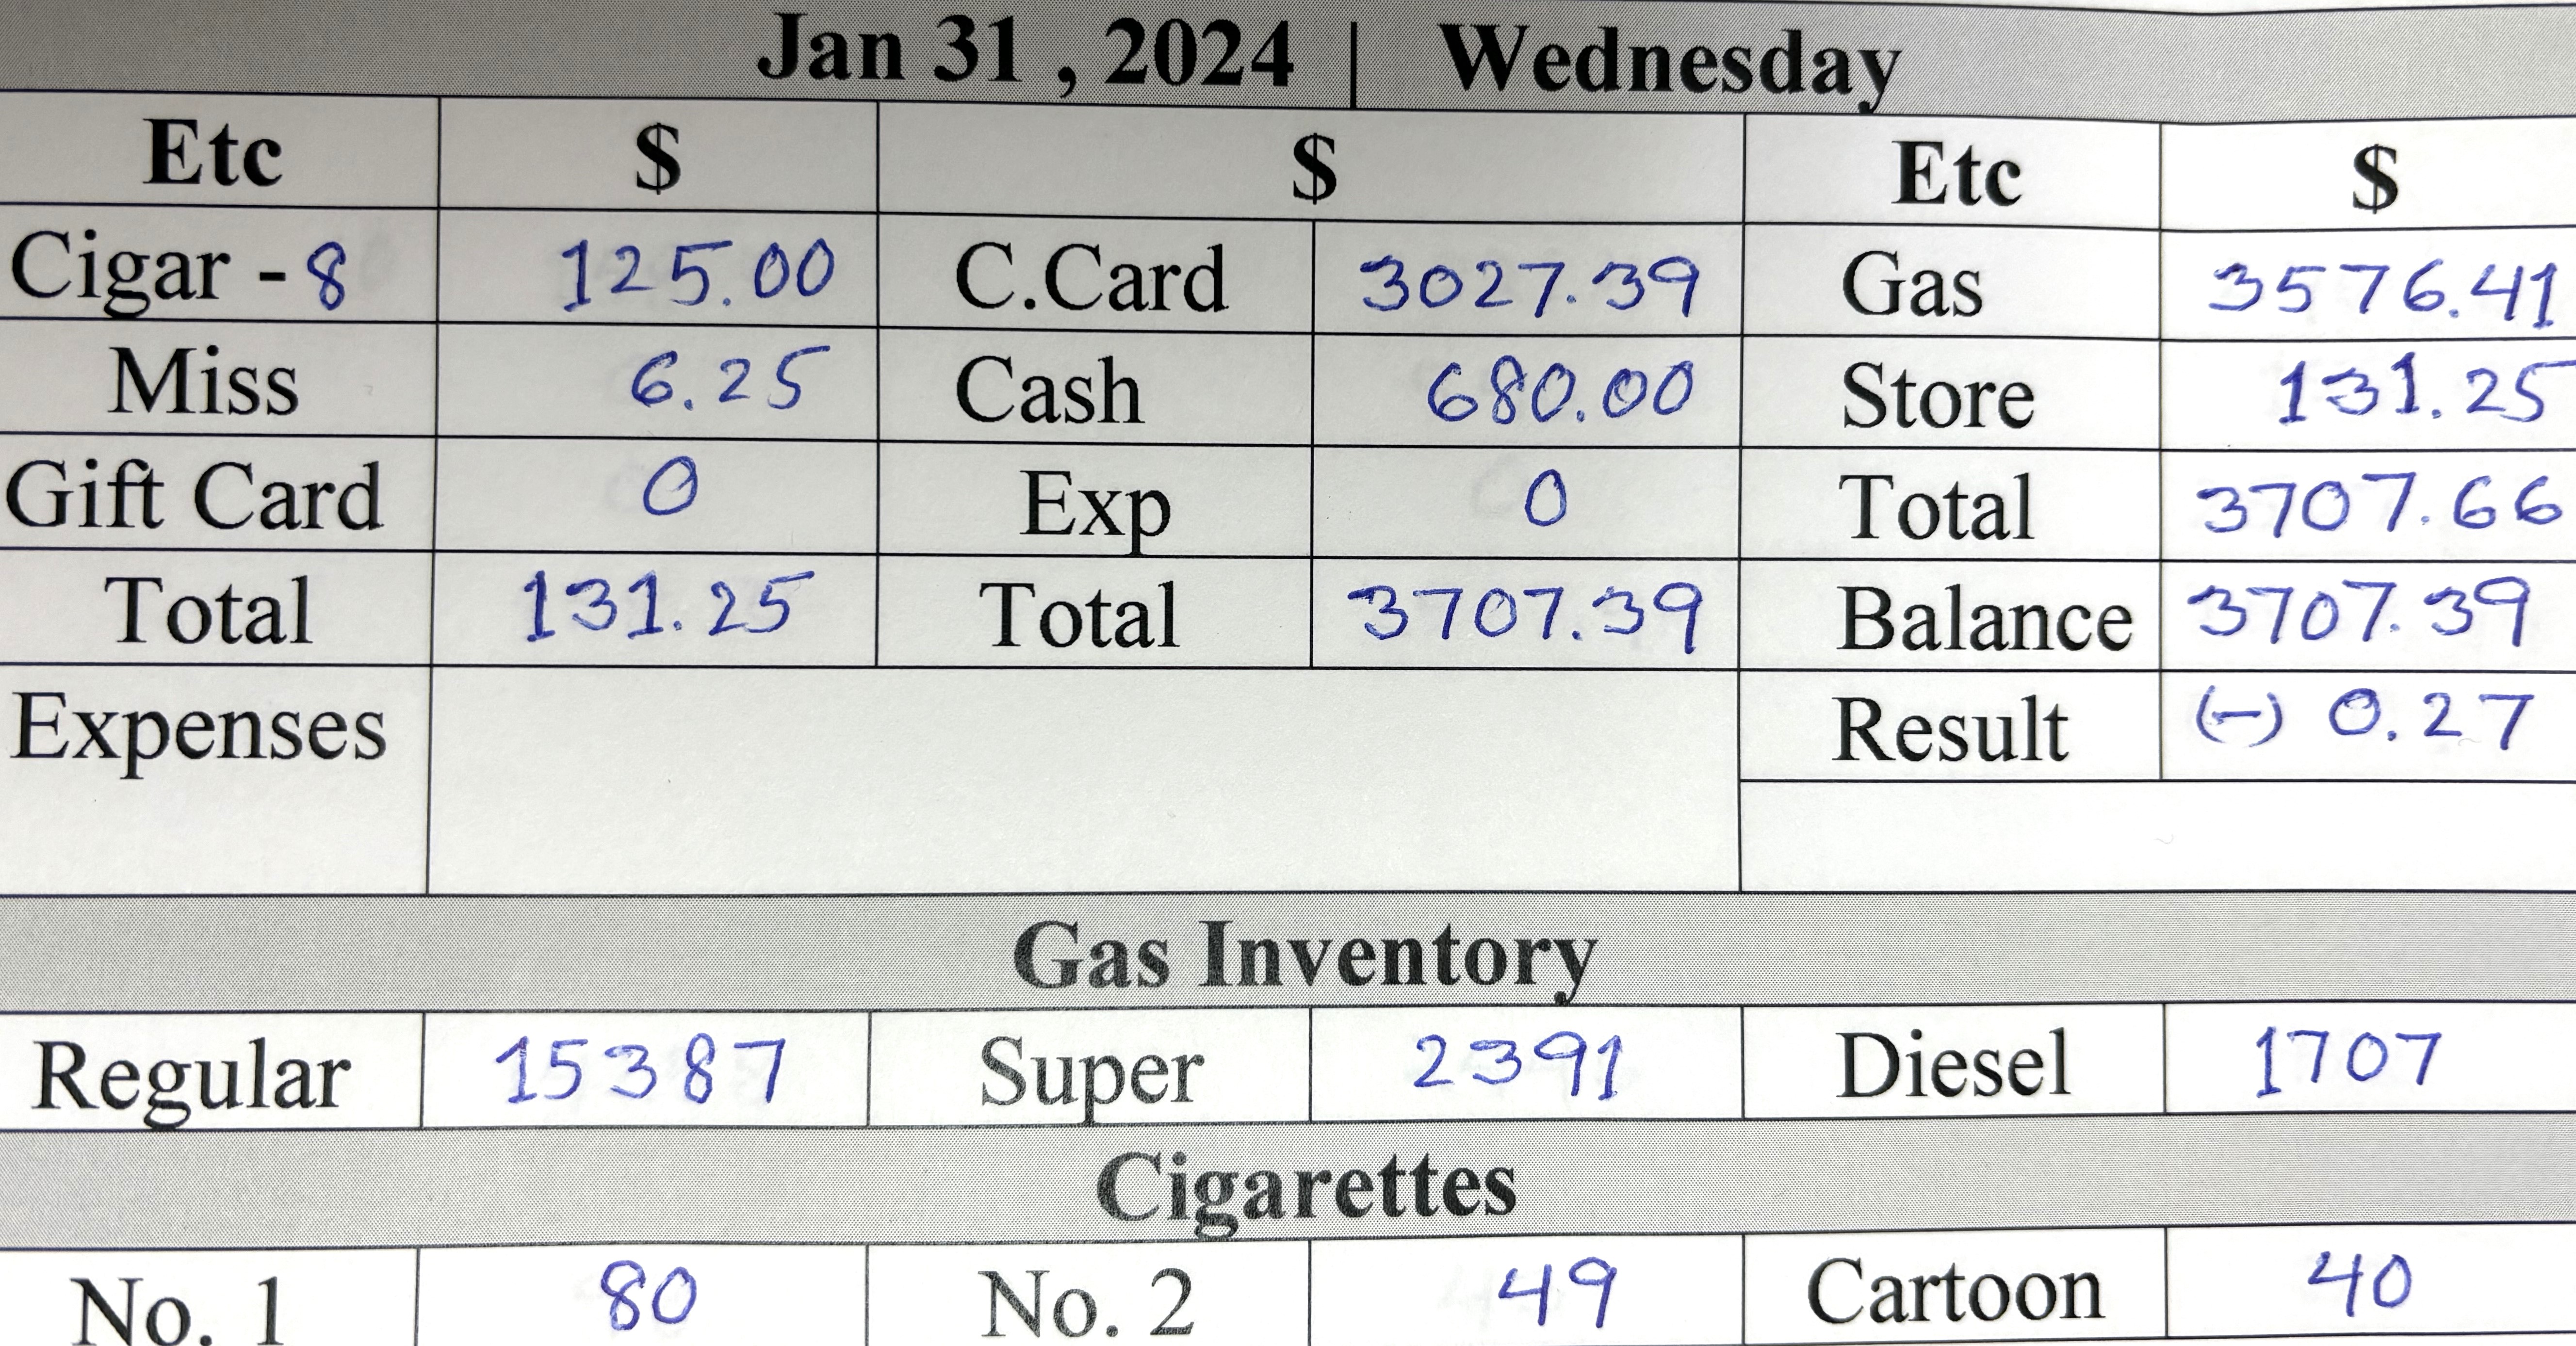 Jan 31 , 2024 | Wednesday
Etc $ $ Etc $
Cigar - 8 125.00 C.Card 3027.39 Gas 3576.41
Miss 6.25 Cash 680.00 Store 131.25
Gift Card 0 Exp 0 Total 3707.66
Total 131.25 Total 3707.39 Balance 3707.39
Expenses Result (-) 0.27
Gas Inventory
Regular 15387 Super 2391 Diesel 1707
Cigarettes
No. 1 80 No. 2 49 Cartoon 40